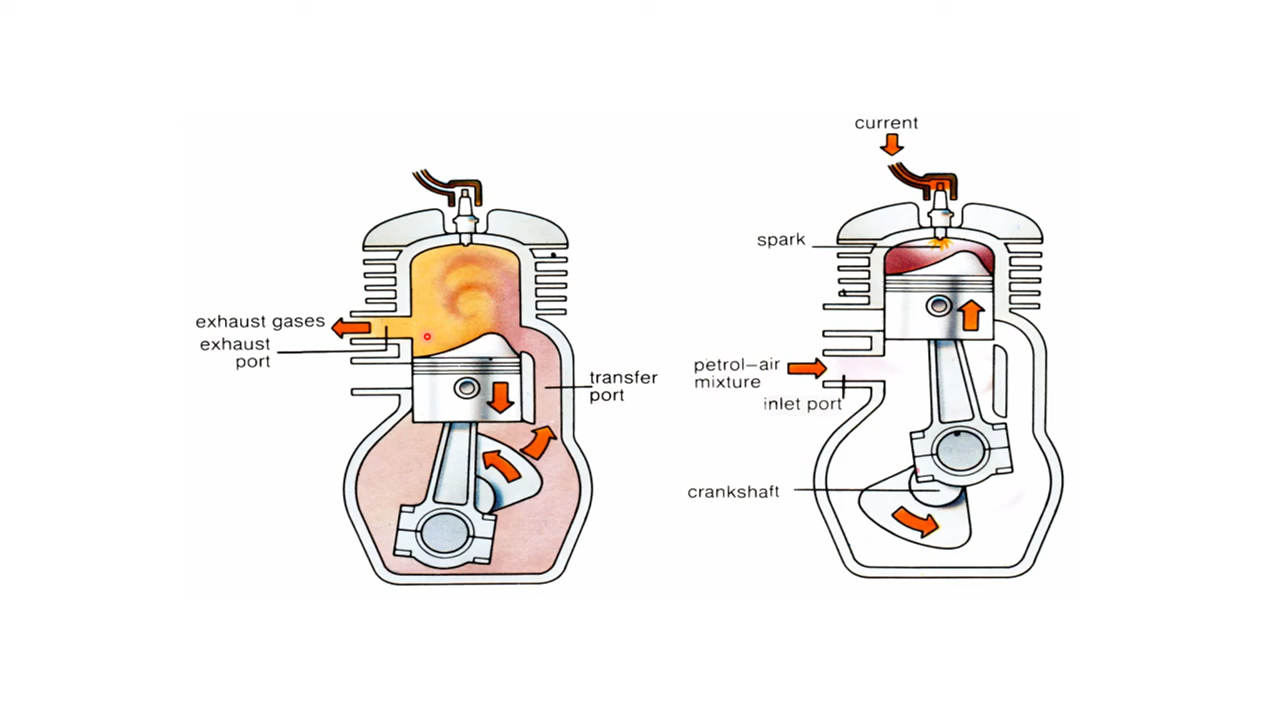 exhaust gases
exhaust
port
transfer
port
current
spark
petrol–air
mixture
inlet port
crankshaft